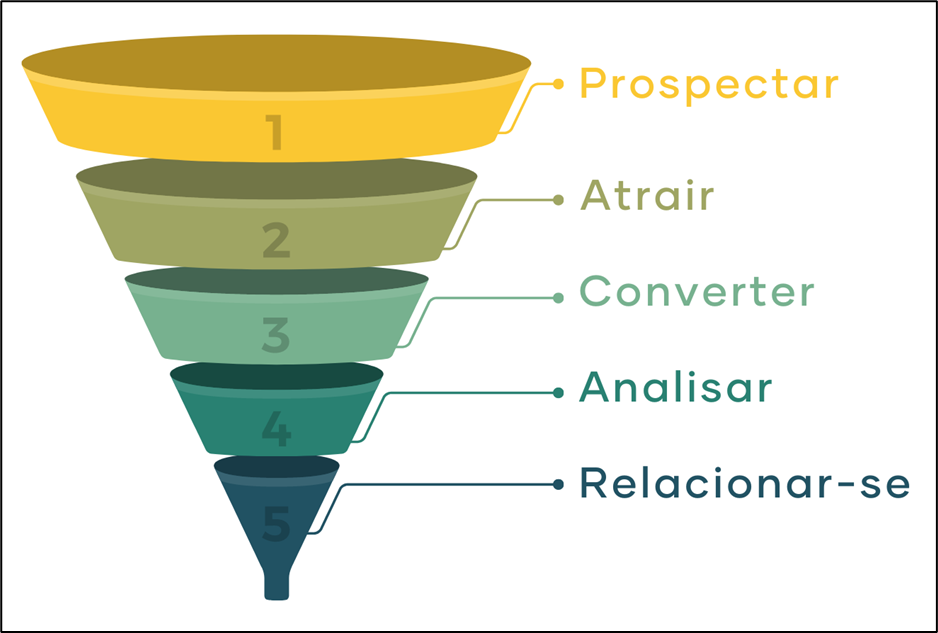 1
Prospectar
2
Atrair
3
Converter
4
Analisar
5
Relacionar-se